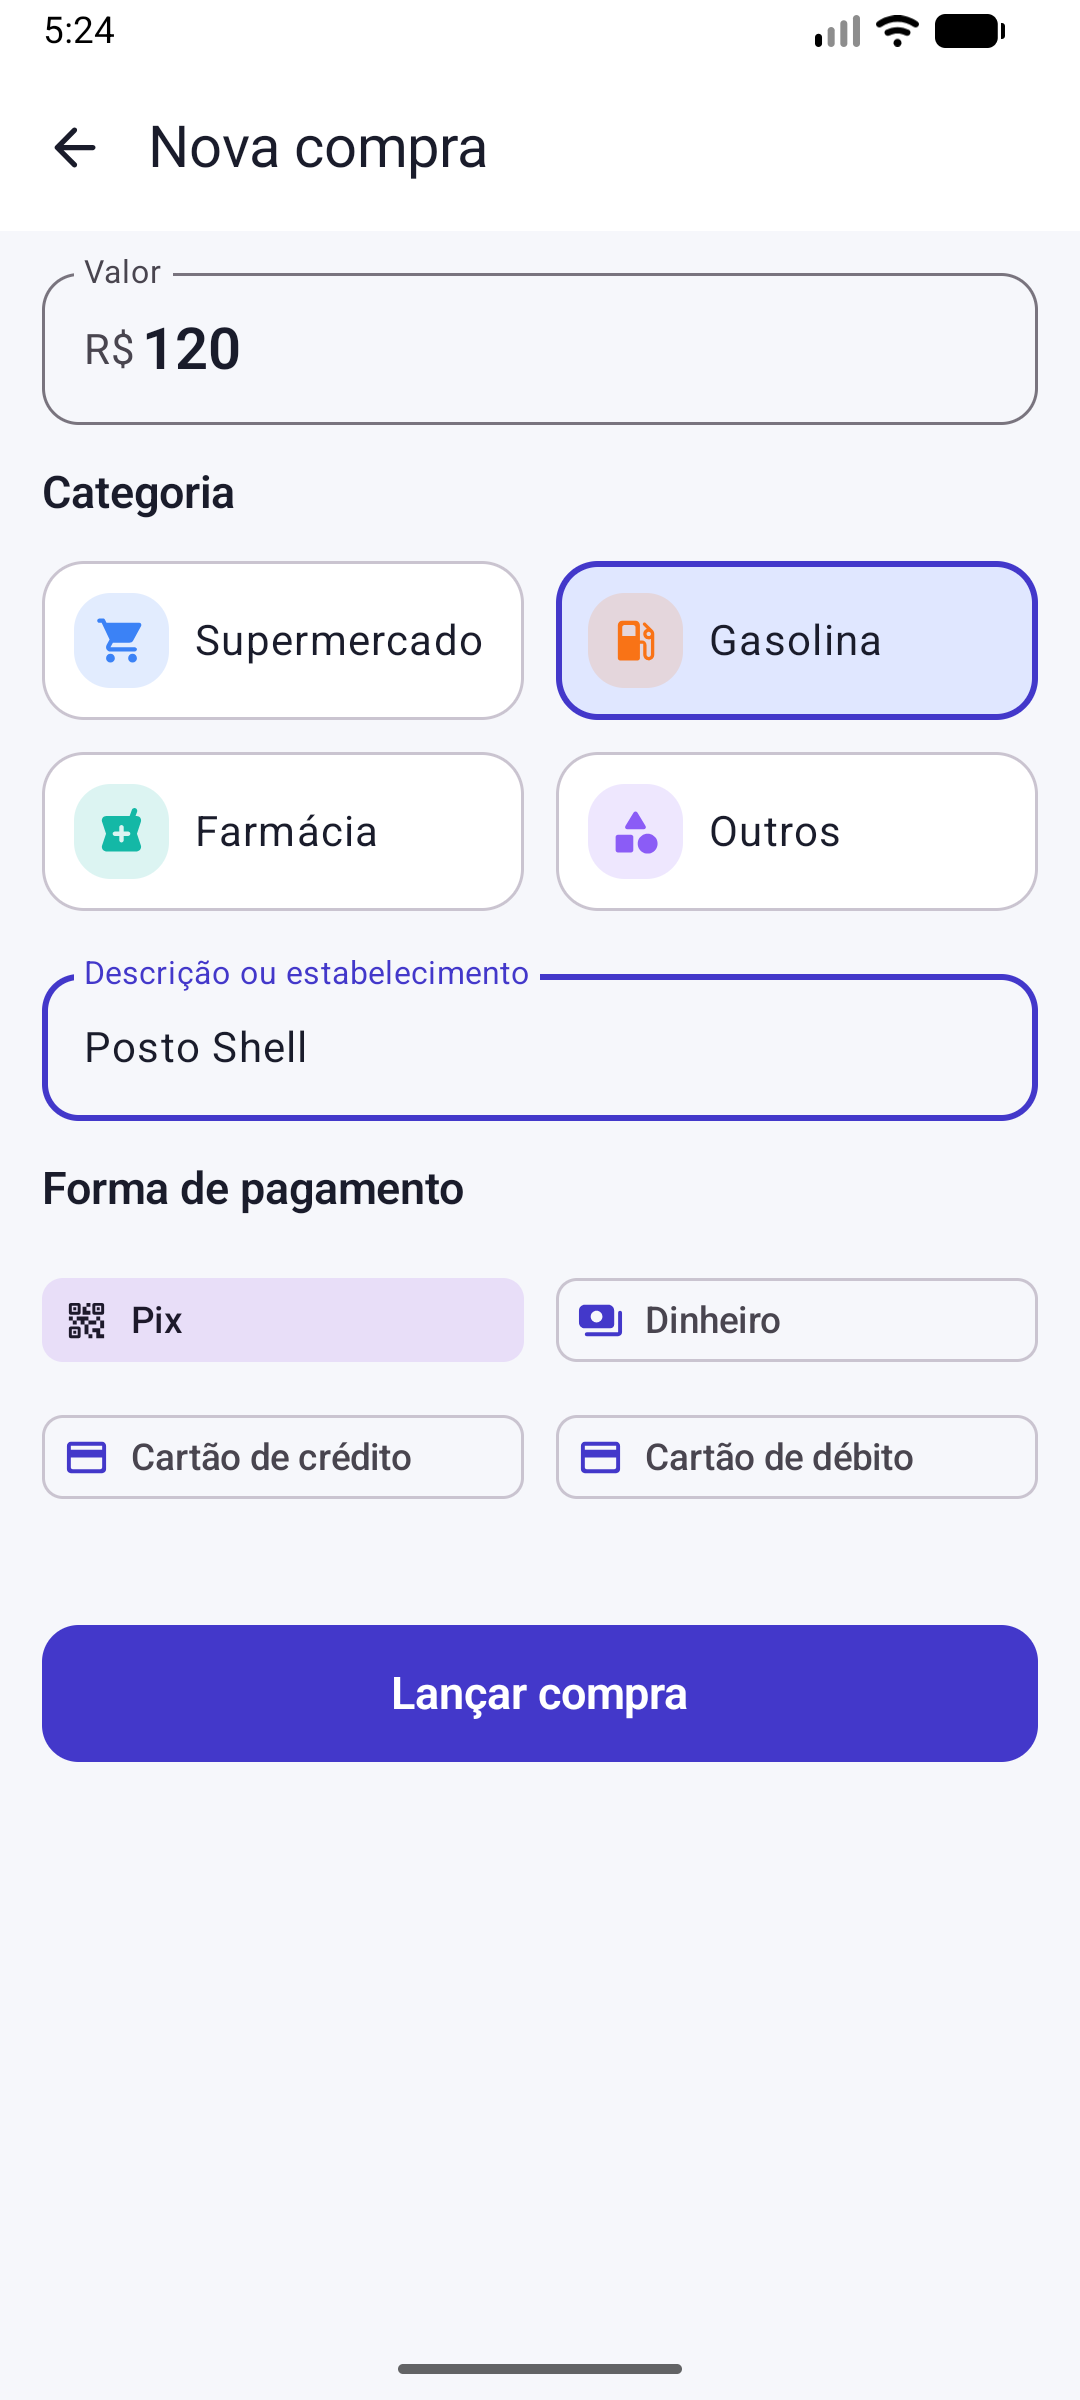 5:24
Nova compra
Valor
R$ 120
Categoria
Supermercado
Gasolina
Farmácia
Outros
Descrição ou estabelecimento
Posto Shell
Forma de pagamento
Pix
Dinheiro
Cartão de crédito
Cartão de débito
Lançar compra